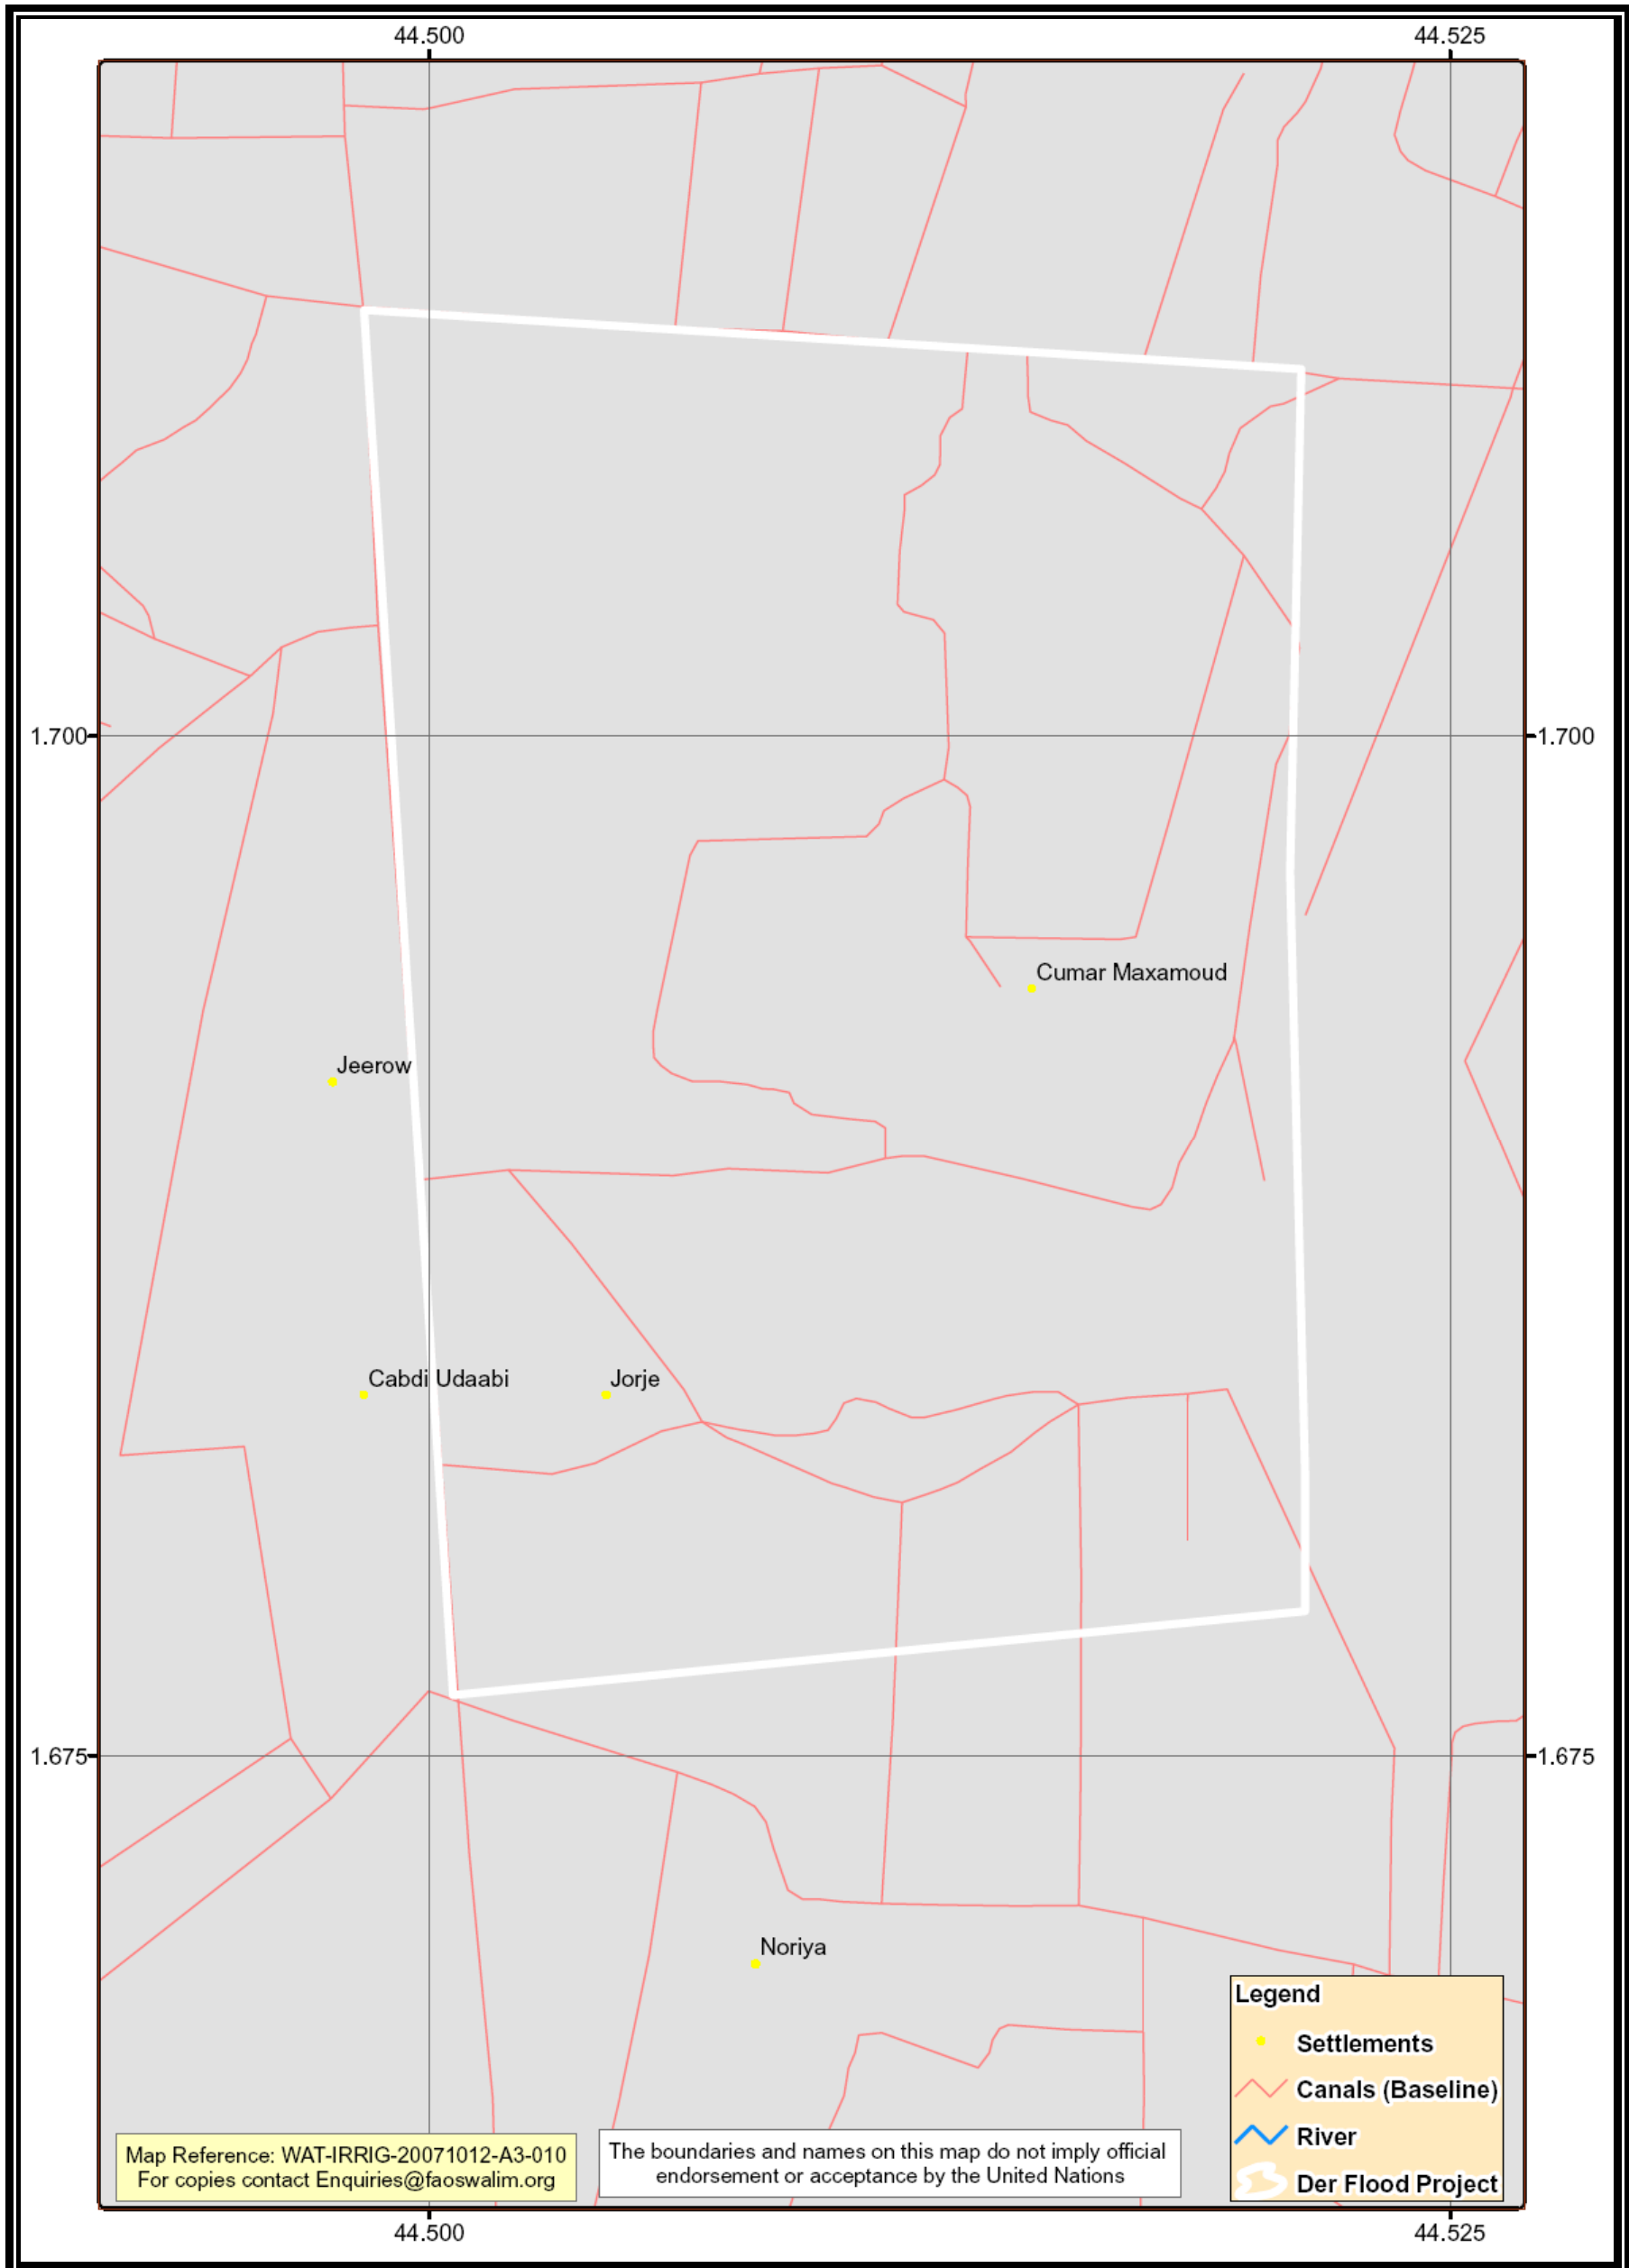 44.500
44.525
1.700
1.700
Cumar Maxamoud
Jeerow
Cabdi Udaabi
Jorje
1.675
1.675
Noriya
Legend
Settlements
Canals (Baseline)
River
Der Flood Project
Map Reference: WAT-IRRIG-20071012-A3-010
For copies contact Enquiries@faoswalim.org
The boundaries and names on this map do not imply official
endorsement or acceptance by the United Nations
44.500
44.525